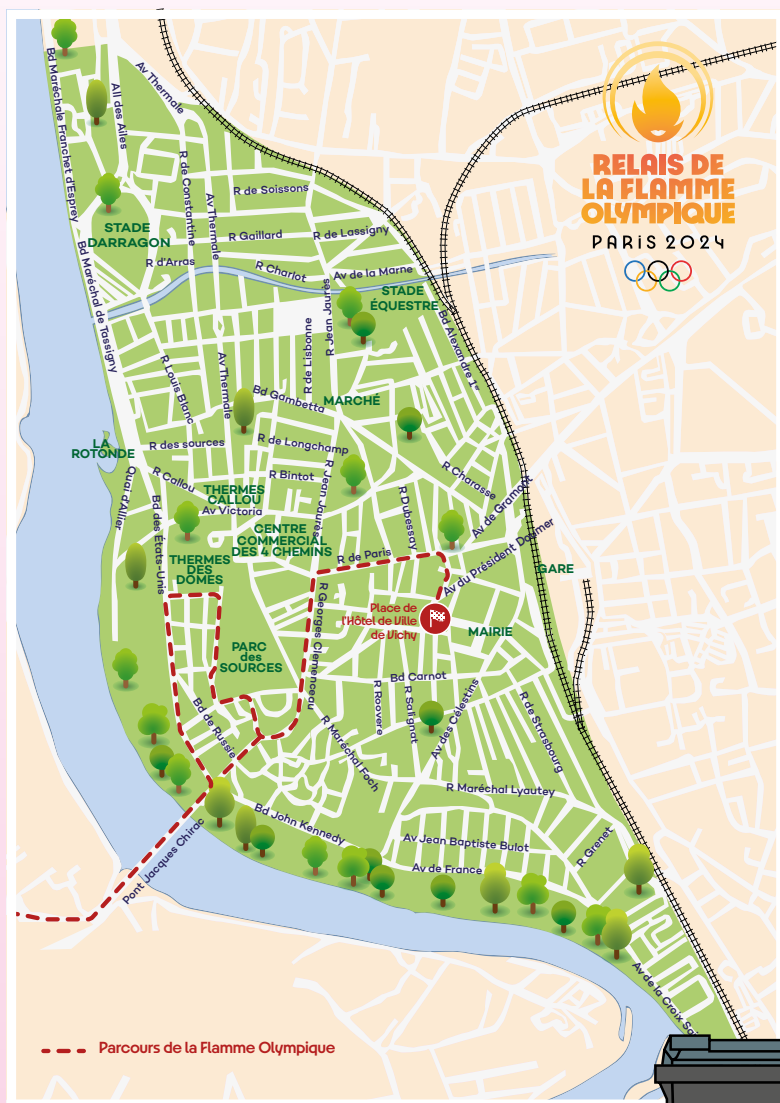 RELAIS DE
LA FLAMME
OLYMPIQUE
PARIS 2024
Bd Maréchale Franchet d'Esprey
All des Ailes
Av Thermale
R de Constantine
Av Thermale
R de Soissons
R Gaillard
R de Lassigny
STADE
DARRAGON
R d'Arras
R Charlot
Av de la Marne
STADE
ÉQUESTRE
Bd Maréchal de Tassigny
R Jean Jaurès
R de Lisbonne
Bd Alexandre 1er
R Louis Blanc
Av Thermale
Bd Gambetta
MARCHÉ
LA
ROTONDE
R des sources
R de Longchamp
R Callou
R Bintot
R Jean Jaurès
R Charasse
Quai d'Allier
THERMES
CALLOU
Av Victoria
R Dubessay
Av de Gramont
Bd des États-Unis
CENTRE
COMMERCIAL
DES 4 CHEMINS
THERMES
DES
DÔMES
R de Paris
Av du Président Doumer
GARE
R Georges Clemenceau
Place de
l'Hôtel de Ville
de Vichy
MAIRIE
PARC
des
SOURCES
Bd Carnot
R Roovère
R Salignat
Av des Célestins
R de Strasbourg
Bd de Russie
R Maréchal Foch
R Maréchal Lyautey
Pont Jacques Chirac
Bd John Kennedy
Av Jean Baptiste Bulot
R Grenet
Av de France
Av de la Croix
Parcours de la Flamme Olympique